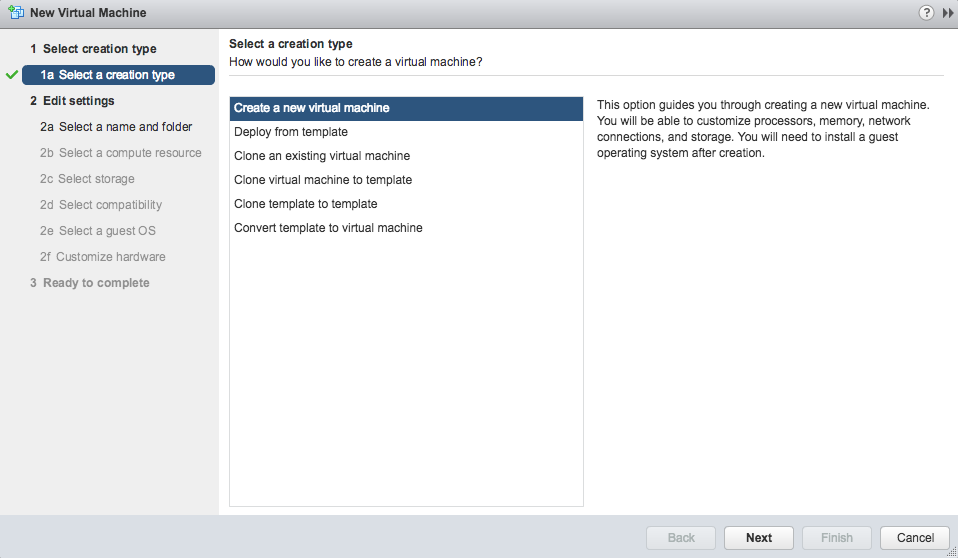 New Virtual Machine
?
1 Select creation type
1a Select a creation type
2 Edit settings
2a Select a name and folder
2b Select a compute resource
2c Select storage
2d Select compatibility
2e Select a guest OS
2f Customize hardware
3 Ready to complete
Select a creation type
How would you like to create a virtual machine?
Create a new virtual machine
Deploy from template
Clone an existing virtual machine
Clone virtual machine to template
Clone template to template
Convert template to virtual machine
This option guides you through creating a new virtual machine.
You will be able to customize processors, memory, network
connections, and storage. You will need to install a guest
operating system after creation.
Back Next Finish Cancel